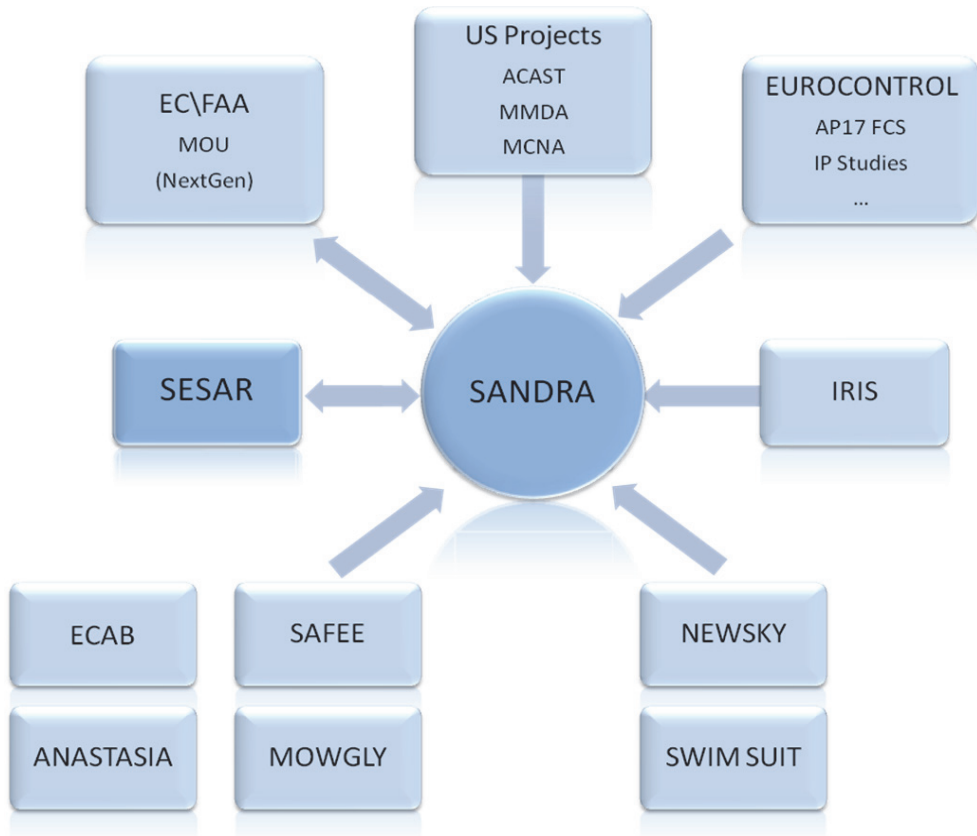 US Projects
ACAST
MMDA
MCNA
EC\FAA
MOU
(NextGen)
EUROCONTROL
AP17 FCS
IP Studies
...
SESAR
SANDRA
IRIS
ECAB
SAFEE
NEWSKY
ANASTASIA
MOWGLY
SWIM SUIT